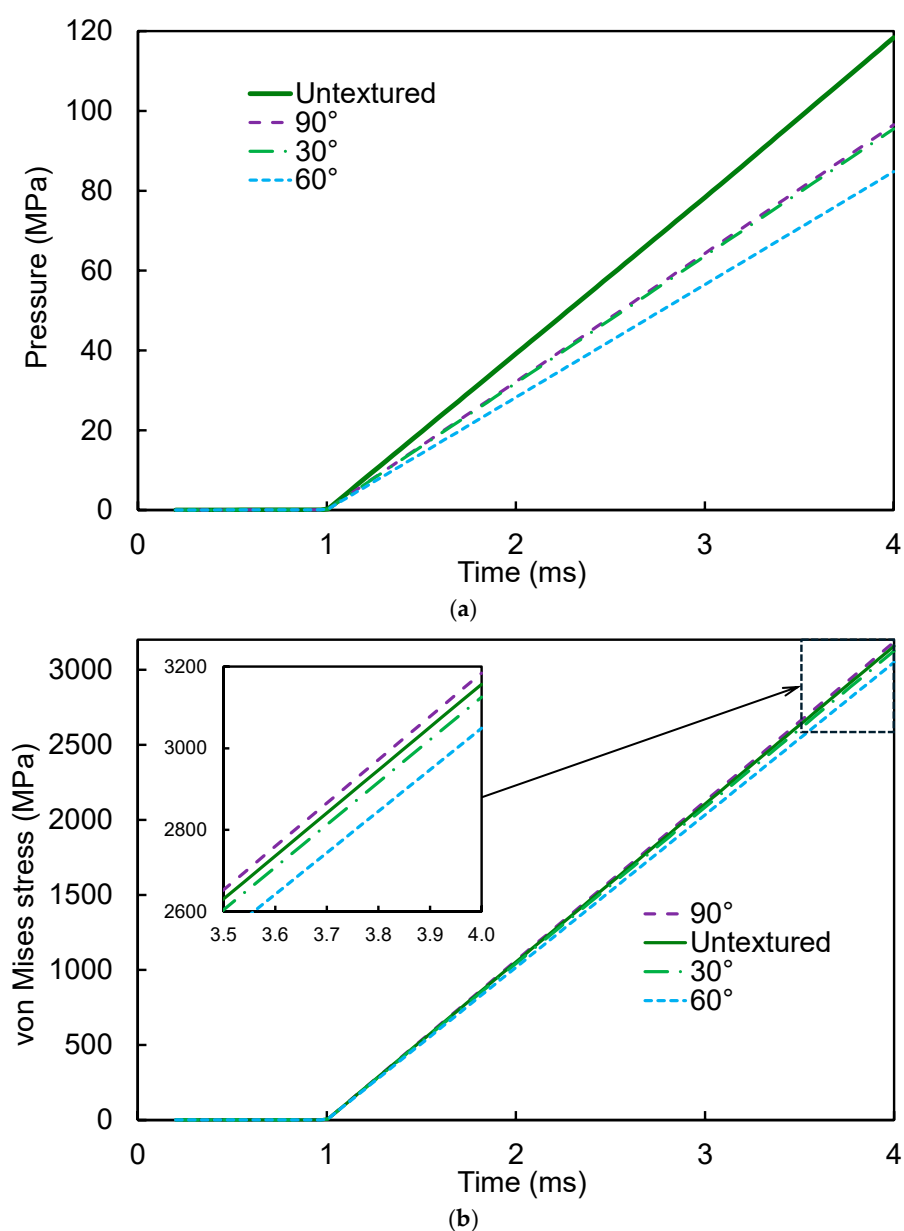 120
100
80
60
40
20
0
Pressure (MPa)
Untextured
90°
30°
60°
0 1 2 3 4
Time (ms)
(a)
3000
2500
2000
1500
1000
500
0
von Mises stress (MPa)
3200
3000
2800
2600
3.5 3.6 3.7 3.8 3.9 4.0
90°
Untextured
30°
60°
0 1 2 3 4
Time (ms)
(b)